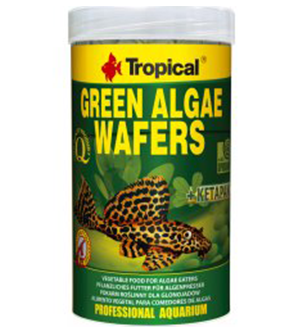 Tropical®
GREEN ALGAE
WAFERS
Q
+KETAPAN
VEGETABLE FOOD FOR ALGAE EATERS
PFLANZLICHES FUTTER FÜR ALGENFRESSER
POKARM ROŚLINNY DLA GLONOJADÓW
ALIMENTO VEGETAL PARA COMEDORES DE ALGAS
PROFESSIONAL AQUARIUM